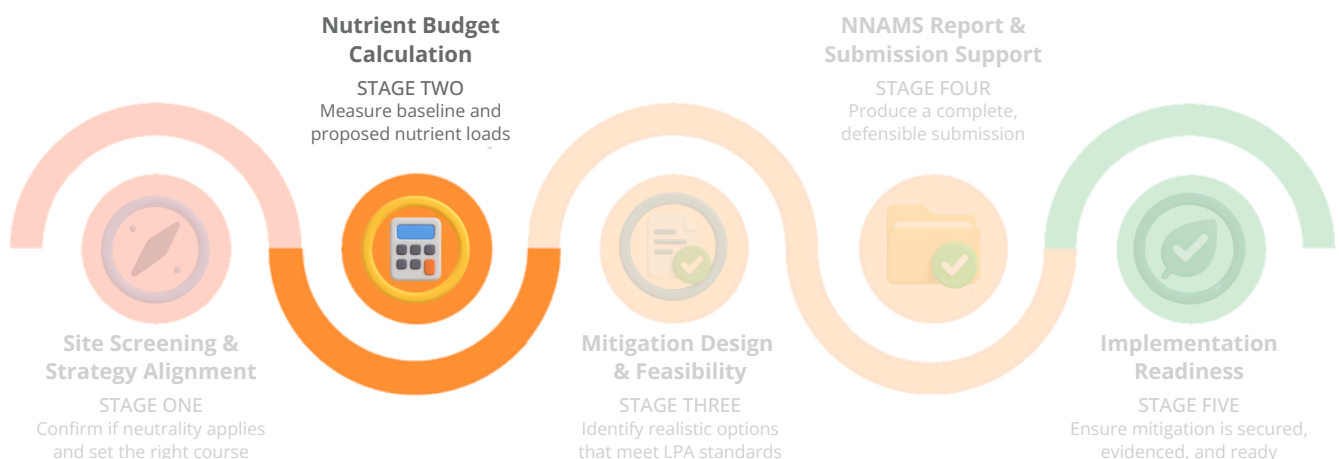 Nutrient Budget
Calculation
STAGE TWO
Measure baseline and
proposed nutrient loads
NNAMS Report &
Submission Support
STAGE FOUR
Produce a complete,
defensible submission
Site Screening &
Strategy Alignment
STAGE ONE
Confirm if neutrality applies
and set the right course
Mitigation Design
& Feasibility
STAGE THREE
Identify realistic options
that meet LPA standards
Implementation
Readiness
STAGE FIVE
Ensure mitigation is secured,
evidenced, and ready